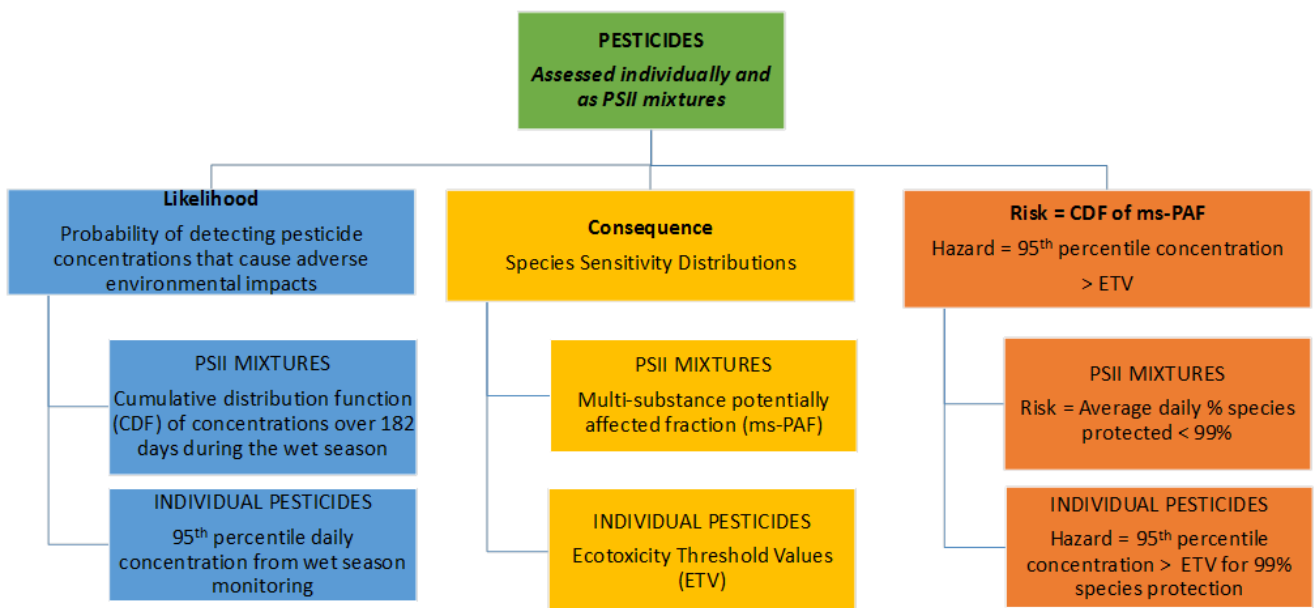 PESTICIDES
Assessed individually and
as PSII mixtures
Likelihood
Probability of detecting pesticide
concentrations that cause adverse
environmental impacts
PSII MIXTURES
Cumulative distribution function
(CDF) of concentrations over 182
days during the wet season
INDIVIDUAL PESTICIDES
95th percentile daily
concentration from wet season
monitoring
Consequence
Species Sensitivity Distributions
PSII MIXTURES
Multi-substance potentially
affected fraction (ms-PAF)
INDIVIDUAL PESTICIDES
Ecotoxicity Threshold Values
(ETV)
Risk = CDF of ms-PAF
Hazard = 95th percentile concentration
> ETV
PSII MIXTURES
Risk = Average daily % species
protected < 99%
INDIVIDUAL PESTICIDES
Hazard = 95th percentile
concentration > ETV for 99%
species protection